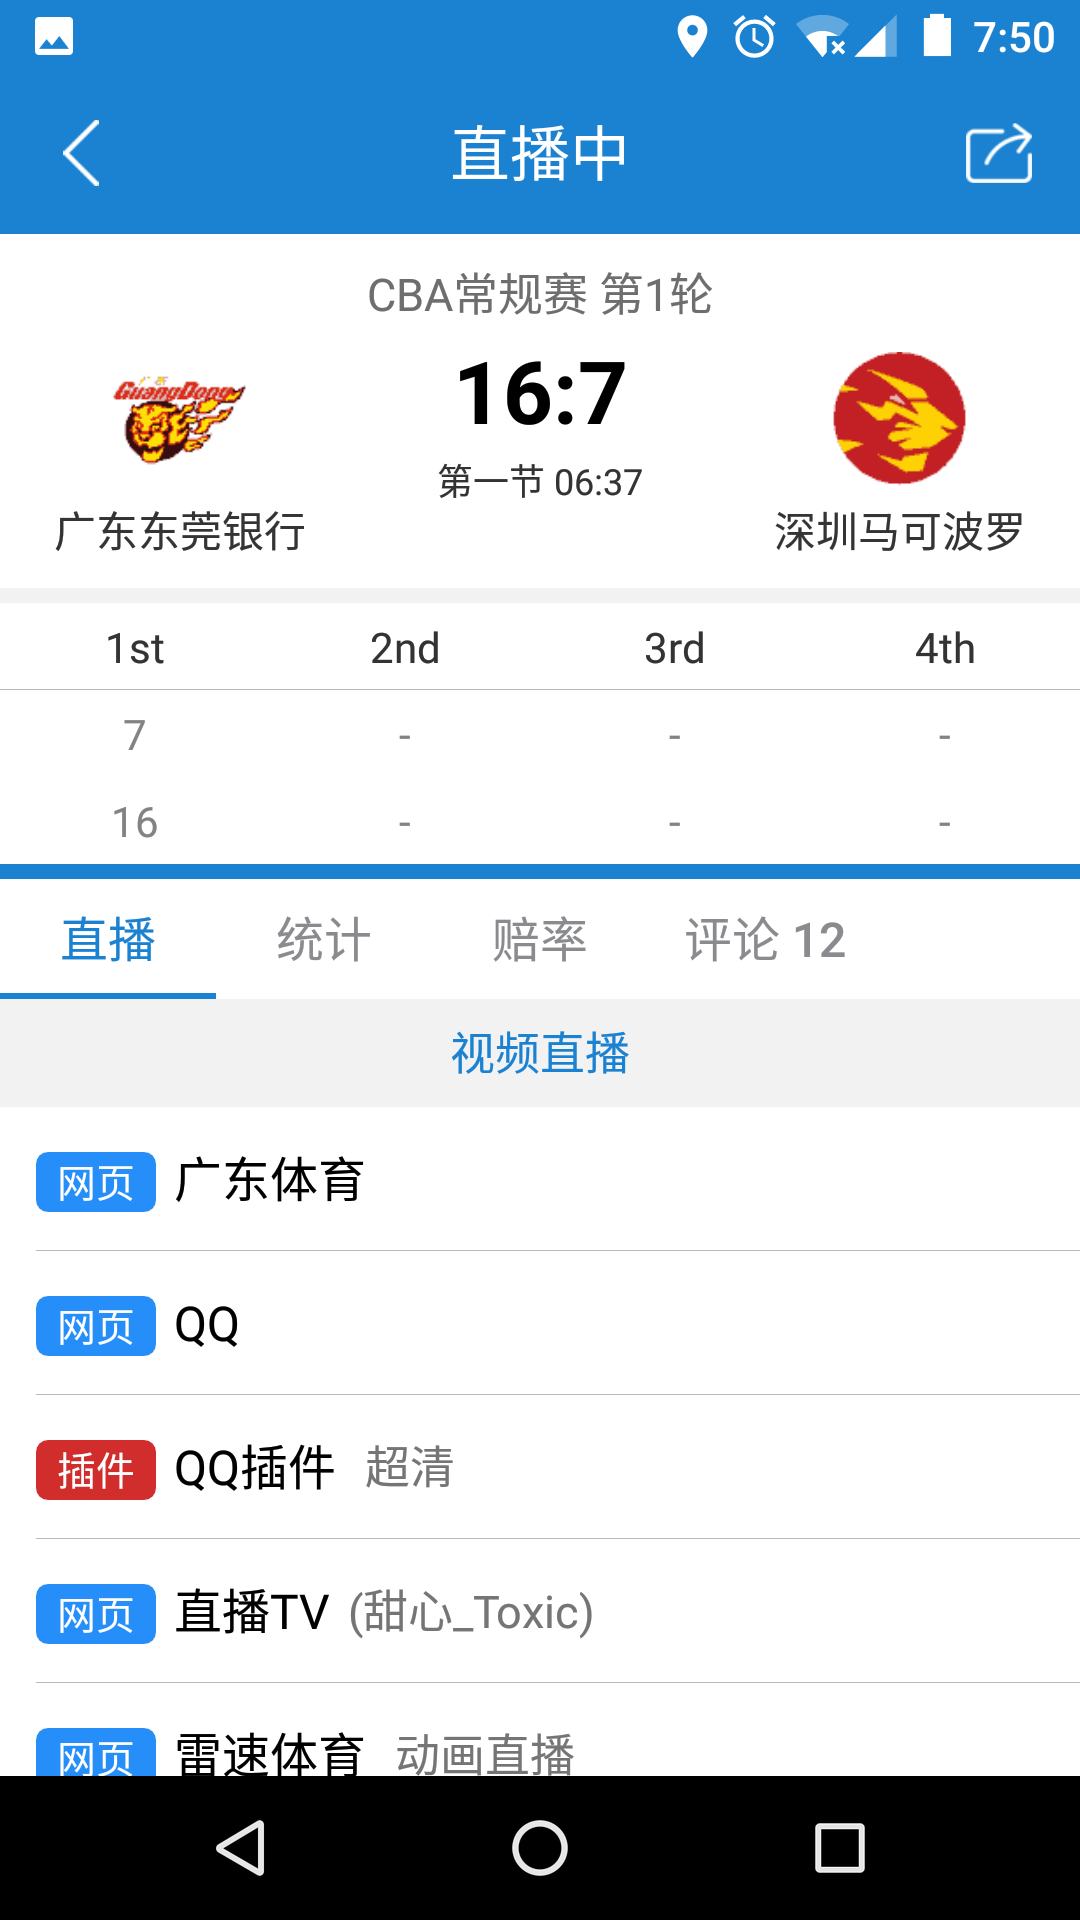 7:50
直播中
CBA常规赛 第1轮
GuangDong
16:7
第一节 06:37
广东东莞银行
深圳马可波罗
1st 2nd 3rd 4th
7 - - -
16 - - -
直播 统计 赔率 评论 12
视频直播
网页 广东体育
网页 QQ
插件 QQ插件 超清
网页 直播TV (甜心_Toxic)
网页 雷速体育 动画直播